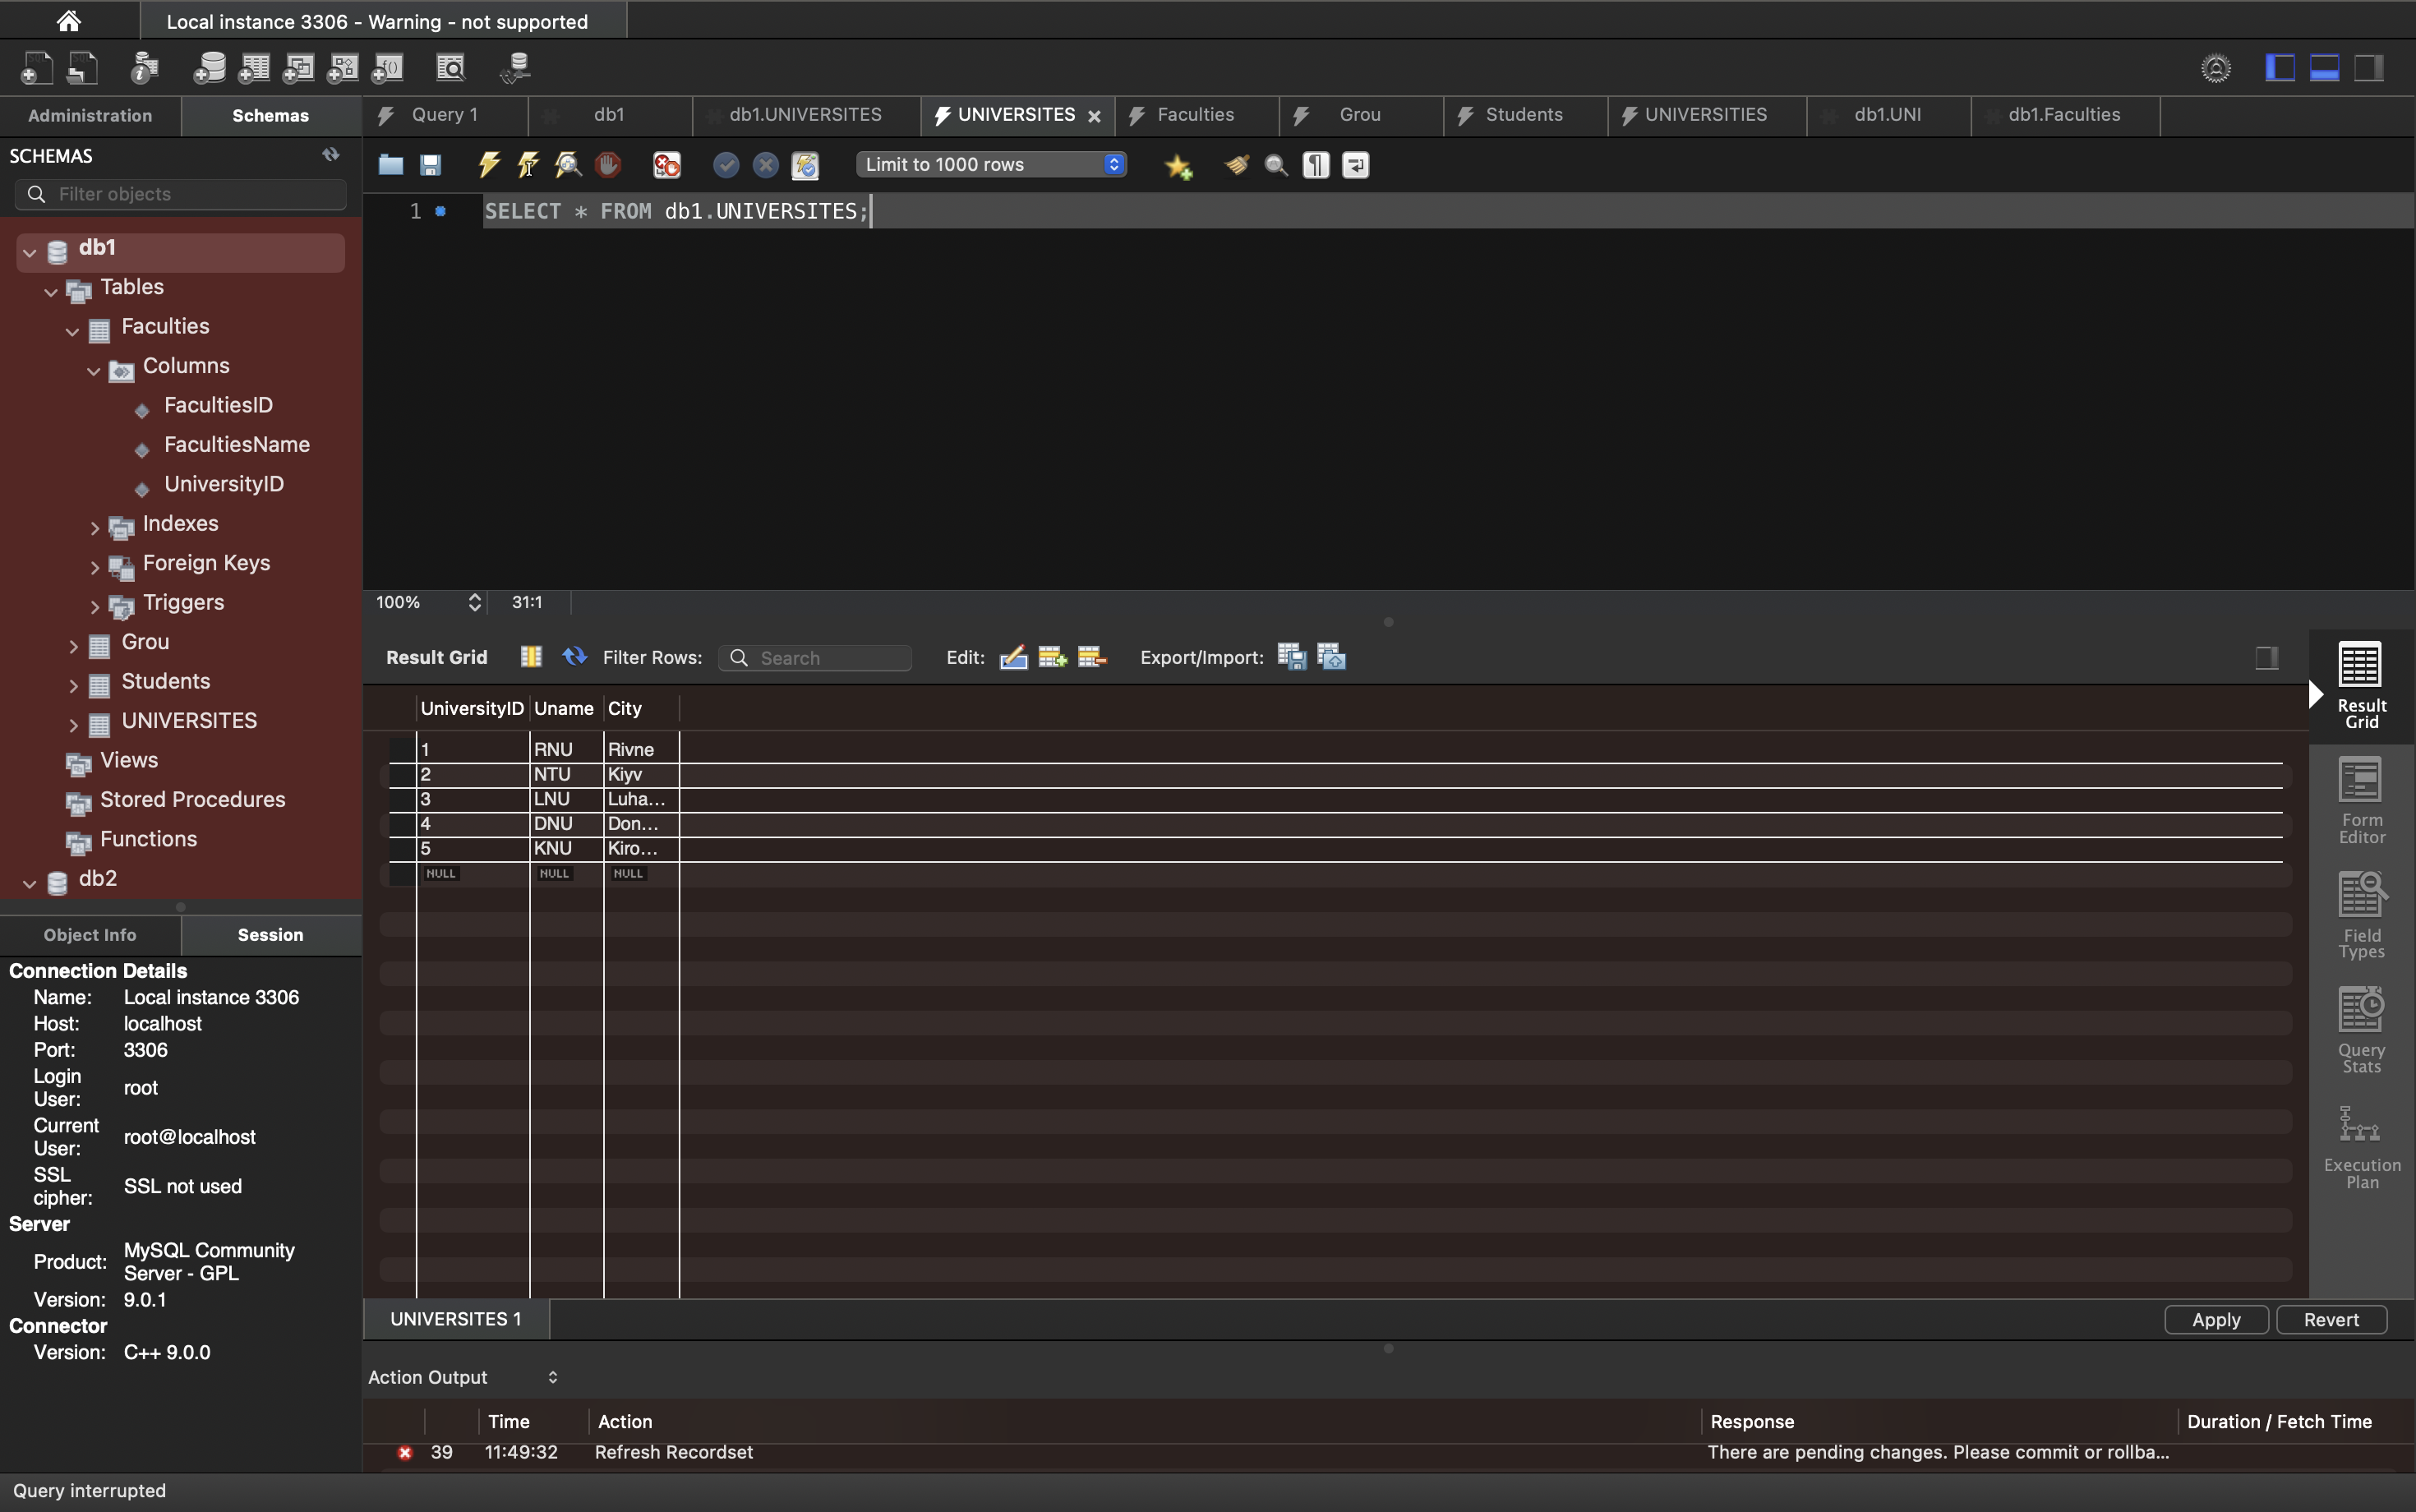 Local instance 3306 - Warning - not supported
Administration
Schemas
Query 1
db1
db1.UNIVERSITES
UNIVERSITES
Faculties
Grou
Students
UNIVERSITIES
db1.UNI
db1.Faculties
SCHEMAS
Filter objects
Limit to 1000 rows
1 SELECT * FROM db1.UNIVERSITES;
db1
Tables
Faculties
Columns
FacultiesID
FacultiesName
UniversityID
Indexes
Foreign Keys
Triggers
Grou
Students
UNIVERSITES
Views
Stored Procedures
Functions
db2
100% 31:1
Result Grid Filter Rows: Search Edit: Export/Import:
UniversityID Uname City
1 RNU Rivne
2 NTU Kiyv
3 LNU Luha...
4 DNU Don...
5 KNU Kiro...
NULL NULL NULL
Result
Grid
Form
Editor
Field
Types
Query
Stats
Execution
Plan
Object Info
Session
Connection Details
Name: Local instance 3306
Host: localhost
Port: 3306
Login
User: root
Current
User: root@localhost
SSL
cipher: SSL not used
Server
Product: MySQL Community
Server - GPL
Version: 9.0.1
Connector
Version: C++ 9.0.0
UNIVERSITES 1
Apply
Revert
Action Output
Time Action Response Duration / Fetch Time
39 11:49:32 Refresh Recordset There are pending changes. Please commit or rollba...
Query interrupted